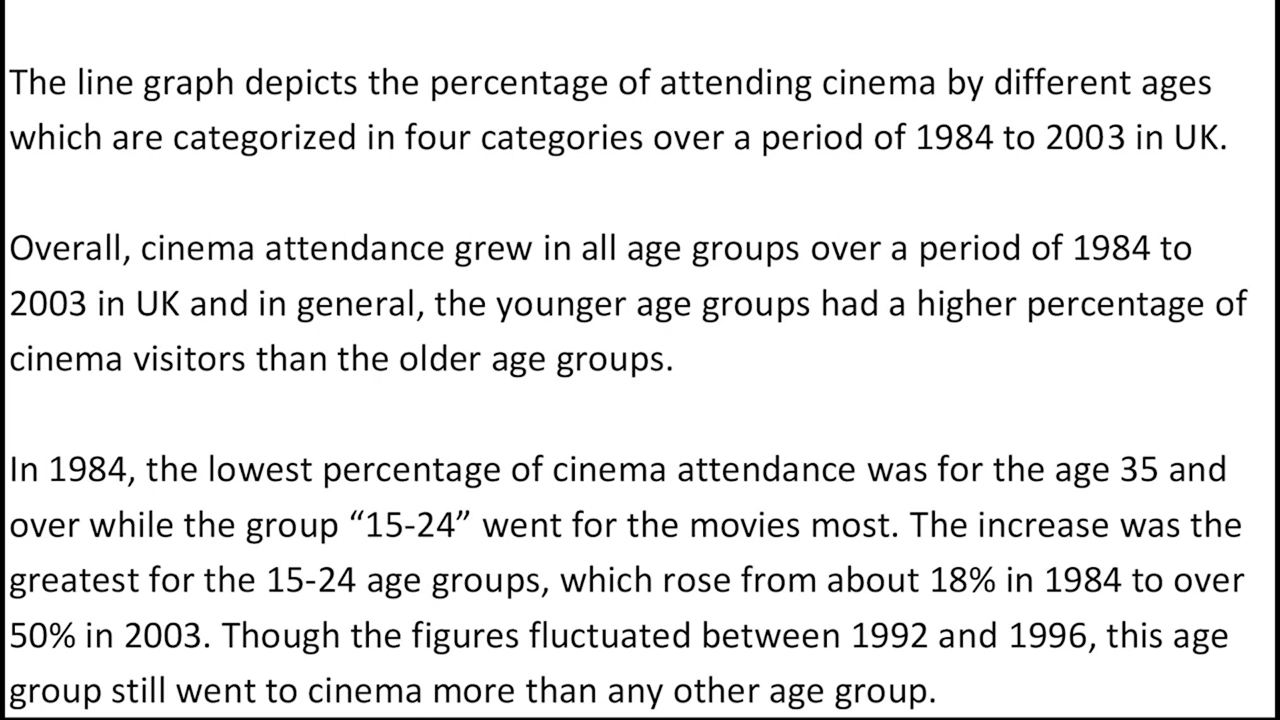 The line graph depicts the percentage of attending cinema by different ages
which are categorized in four categories over a period of 1984 to 2003 in UK.
Overall, cinema attendance grew in all age groups over a period of 1984 to
2003 in UK and in general, the younger age groups had a higher percentage of
cinema visitors than the older age groups.
In 1984, the lowest percentage of cinema attendance was for the age 35 and
over while the group “15-24” went for the movies most. The increase was the
greatest for the 15-24 age groups, which rose from about 18% in 1984 to over
50% in 2003. Though the figures fluctuated between 1992 and 1996, this age
group still went to cinema more than any other age group.